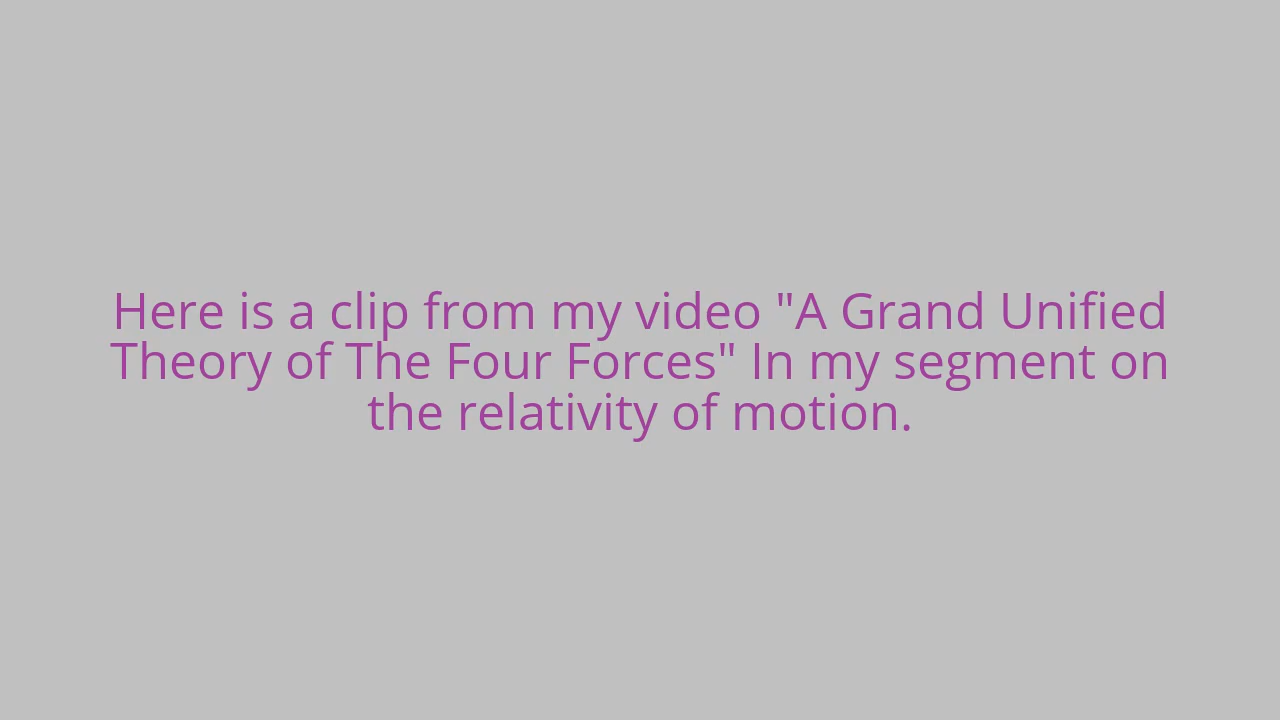 Here is a clip from my video "A Grand Unified
Theory of The Four Forces" In my segment on
the relativity of motion.